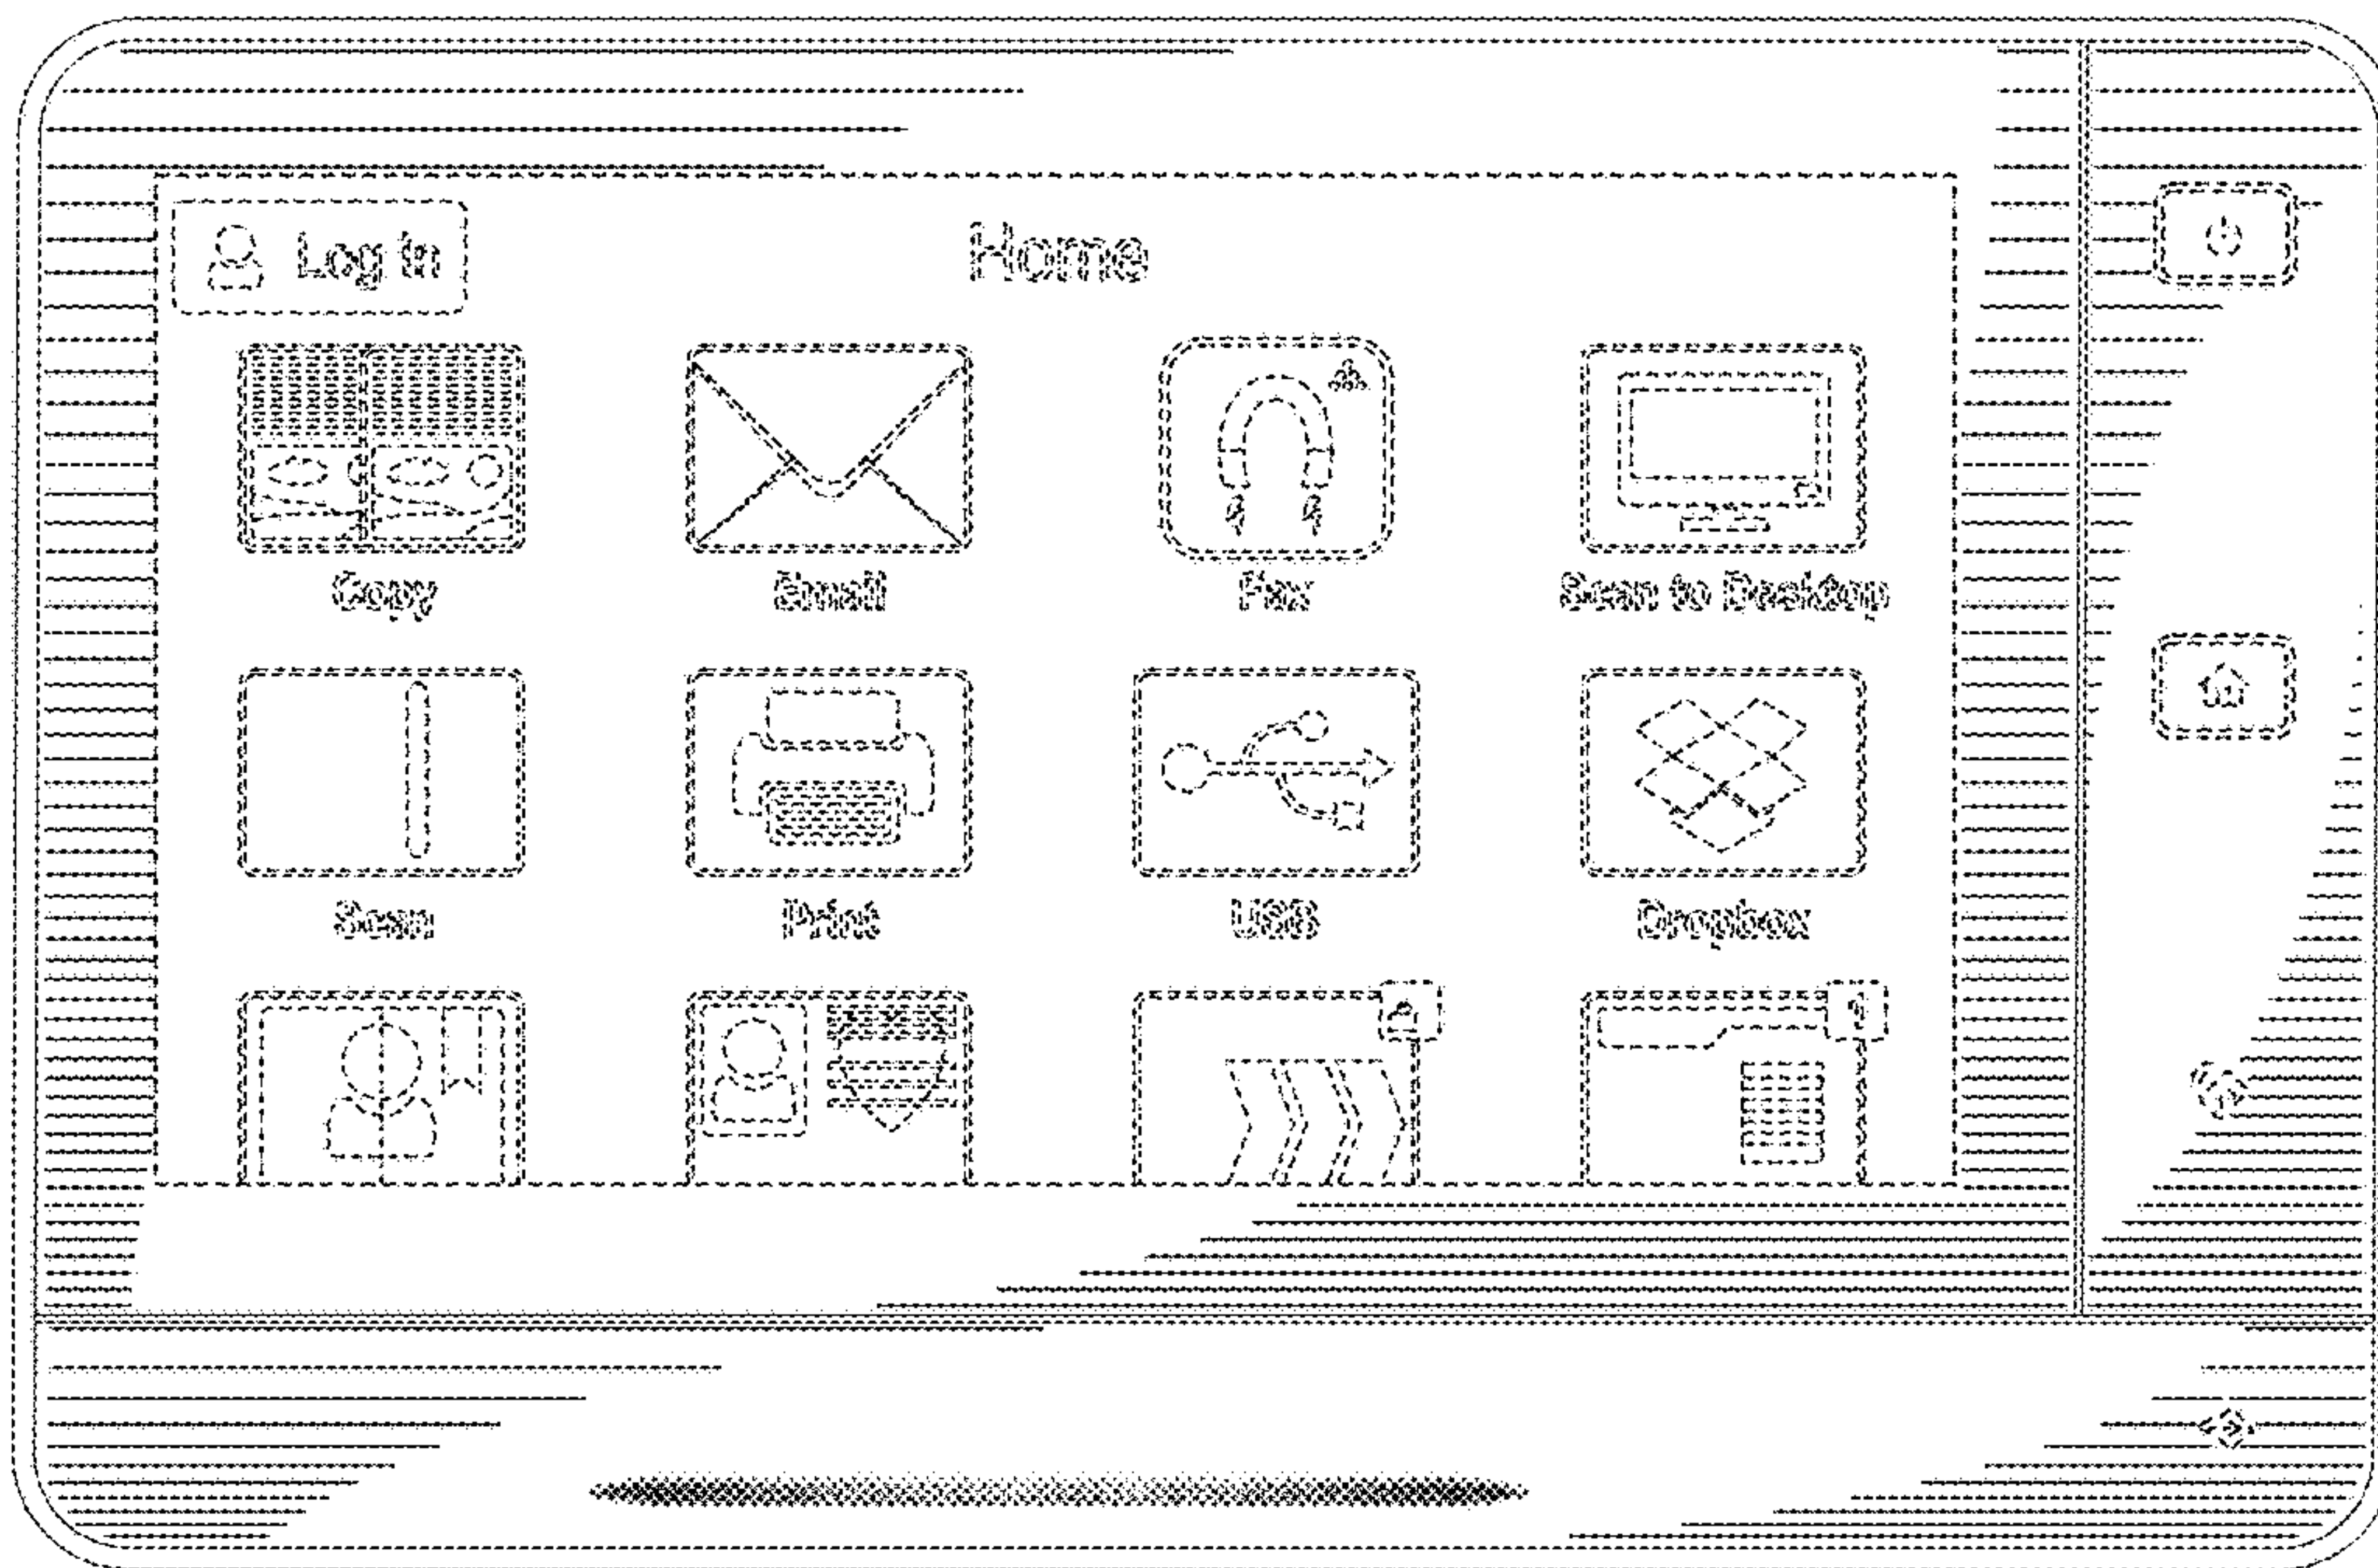 Log in
Home
Copy
Email
Fax
Scan to Desktop
Scan
Print
USB
Dropbox